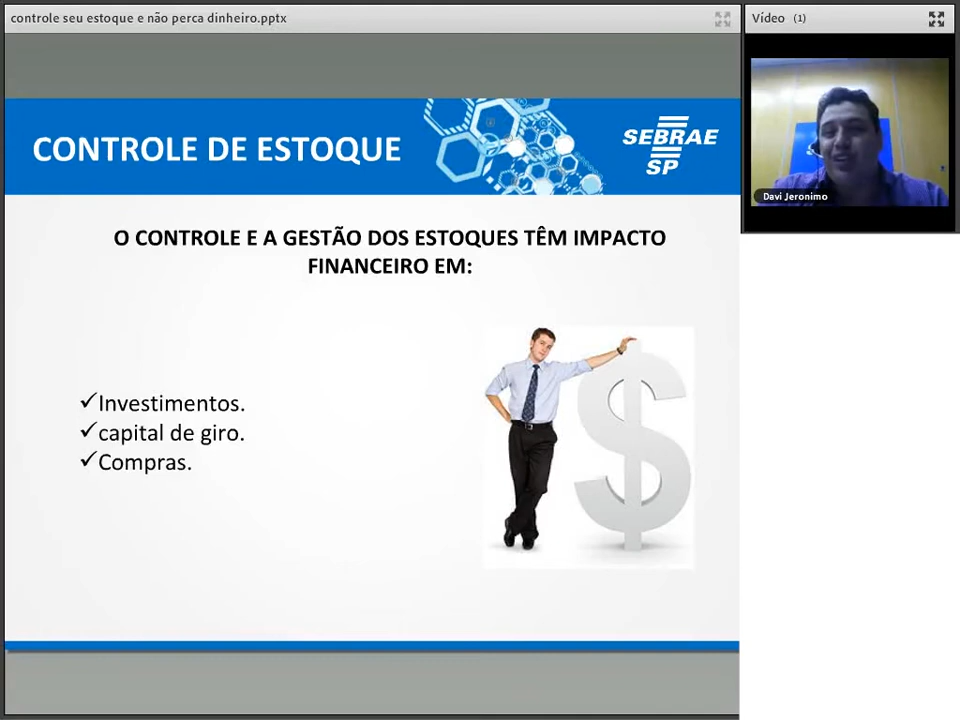 controle seu estoque e não perca dinheiro.pptx
Vídeo (1)
CONTROLE DE ESTOQUE
SEBRAE
SP
Davi Jeronimo
O CONTROLE E A GESTÃO DOS ESTOQUES TÊM IMPACTO
FINANCEIRO EM:
✓Investimentos.
✓capital de giro.
✓Compras.
$